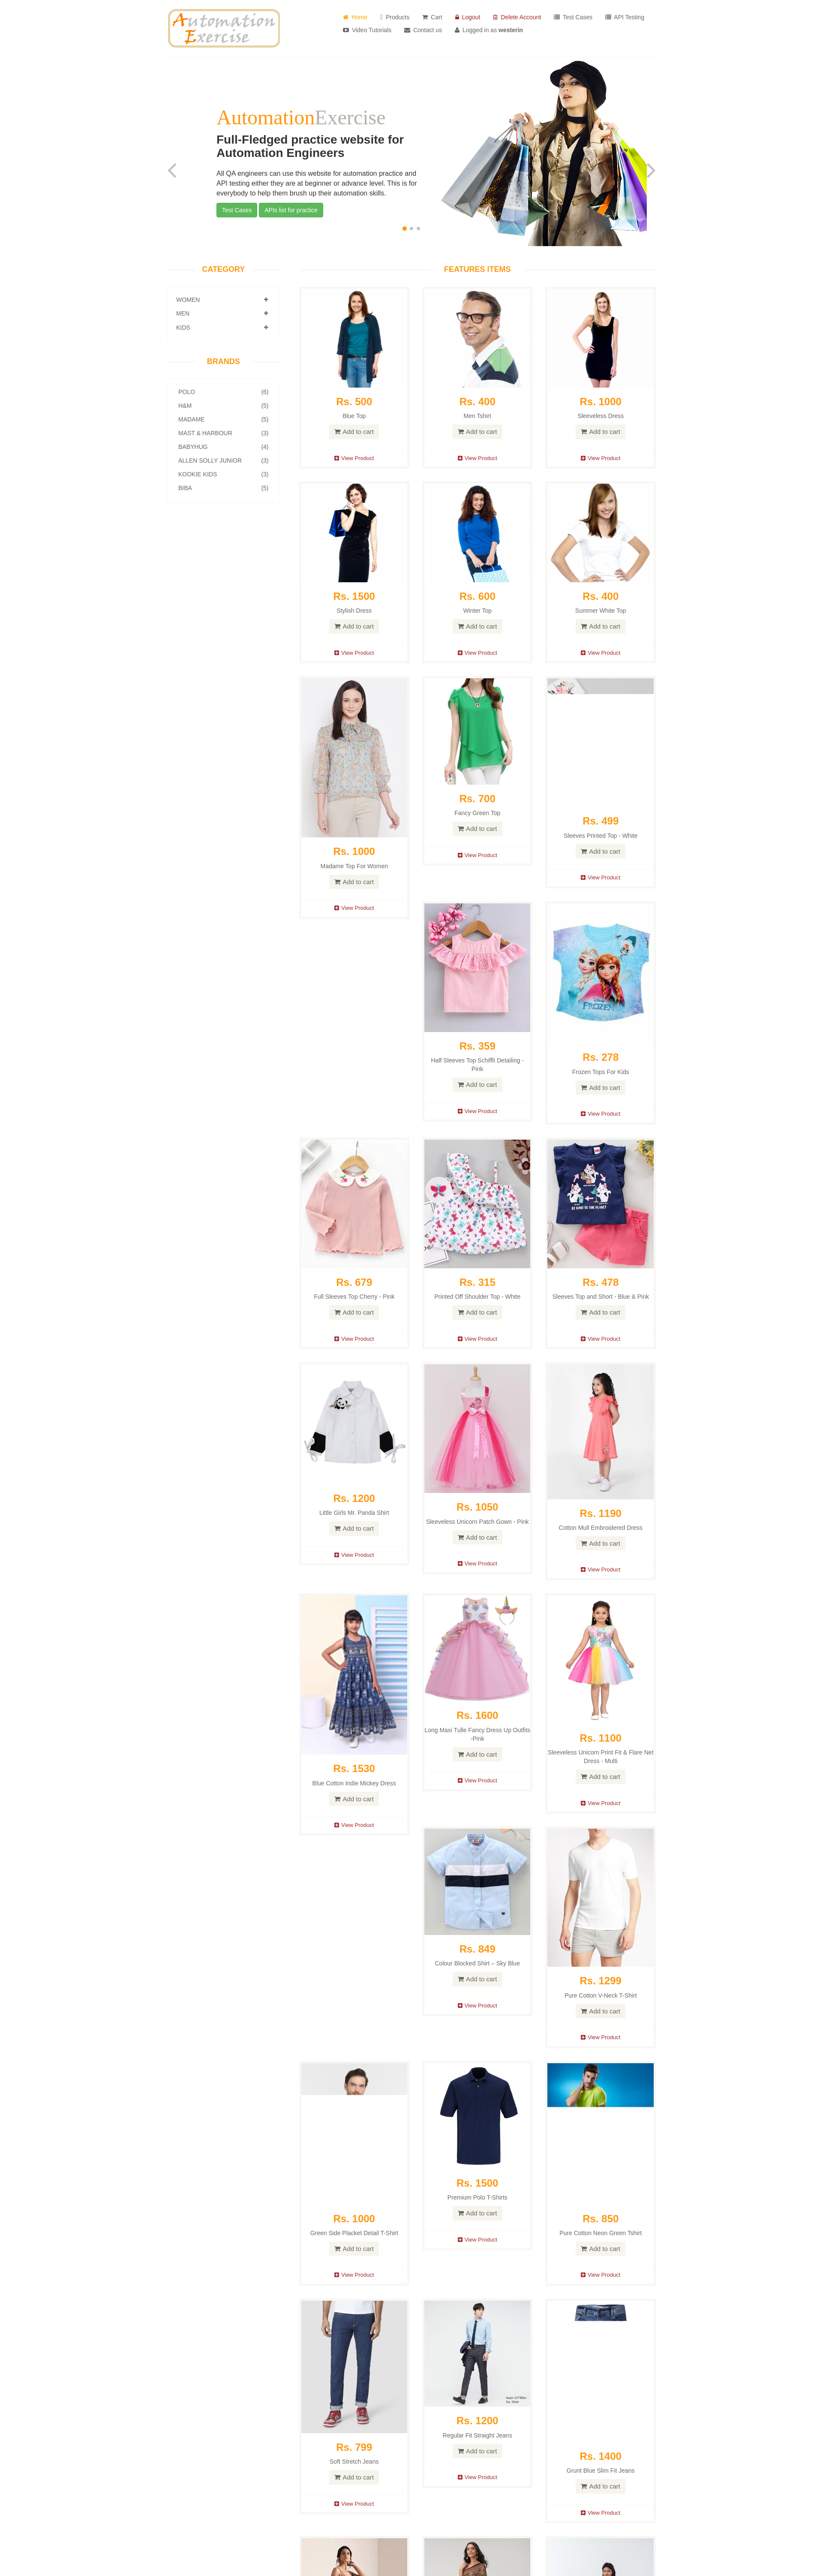 Automation
Exercise
Home
Products
Cart
Logout
Delete Account
Test Cases
API Testing
Video Tutorials
Contact us
Logged in as westerin
AutomationExercise
Full-Fledged practice website for
Automation Engineers
All QA engineers can use this website for automation practice and
API testing either they are at beginner or advance level. This is for
everybody to help them brush up their automation skills.
Test Cases
APIs list for practice
CATEGORY
WOMEN
MEN
KIDS
BRANDS
POLO (6)
H&M (5)
MADAME (5)
MAST & HARBOUR (3)
BABYHUG (4)
ALLEN SOLLY JUNIOR (3)
KOOKIE KIDS (3)
BIBA (5)
FEATURES ITEMS
Rs. 500
Blue Top
Add to cart
View Product
Rs. 400
Men Tshirt
Add to cart
View Product
Rs. 1000
Sleeveless Dress
Add to cart
View Product
Rs. 1500
Stylish Dress
Add to cart
View Product
Rs. 600
Winter Top
Add to cart
View Product
Rs. 400
Summer White Top
Add to cart
View Product
Rs. 1000
Madame Top For Women
Add to cart
View Product
Rs. 700
Fancy Green Top
Add to cart
View Product
Rs. 499
Sleeves Printed Top - White
Add to cart
View Product
Rs. 359
Half Sleeves Top Schiffli Detailing -
Pink
Add to cart
View Product
FROZEN
Rs. 278
Frozen Tops For Kids
Add to cart
View Product
Rs. 679
Full Sleeves Top Cherry - Pink
Add to cart
View Product
Rs. 315
Printed Off Shoulder Top - White
Add to cart
View Product
BE KIND TO THE PLANET
Rs. 478
Sleeves Top and Short - Blue & Pink
Add to cart
View Product
Rs. 1200
Little Girls Mr. Panda Shirt
Add to cart
View Product
Rs. 1050
Sleeveless Unicorn Patch Gown - Pink
Add to cart
View Product
Rs. 1190
Cotton Mull Embroidered Dress
Add to cart
View Product
Rs. 1530
Blue Cotton Indie Mickey Dress
Add to cart
View Product
Rs. 1600
Long Maxi Tulle Fancy Dress Up Outfits
-Pink
Add to cart
View Product
Rs. 1100
Sleeveless Unicorn Print Fit & Flare Net
Dress - Multi
Add to cart
View Product
Rs. 849
Colour Blocked Shirt – Sky Blue
Add to cart
View Product
Rs. 1299
Pure Cotton V-Neck T-Shirt
Add to cart
View Product
Rs. 1000
Green Side Placket Detail T-Shirt
Add to cart
View Product
Rs. 1500
Premium Polo T-Shirts
Add to cart
View Product
Rs. 850
Pure Cotton Neon Green Tshirt
Add to cart
View Product
Rs. 799
Soft Stretch Jeans
Add to cart
View Product
Rs. 1200
Regular Fit Straight Jeans
Add to cart
View Product
Rs. 1400
Grunt Blue Slim Fit Jeans
Add to cart
View Product